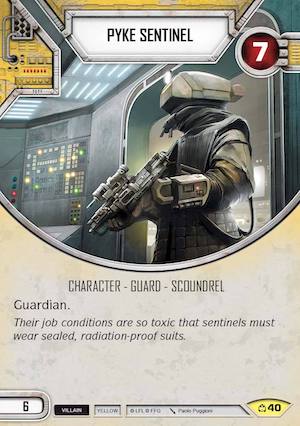 PYKE SENTINEL
7
CHARACTER - GUARD - SCOUNDREL
Guardian.
Their job conditions are so toxic that sentinels must
wear sealed, radiation-proof suits.
6
VILLAIN
YELLOW
© LFL © FFG
Paolo Puggioni
40